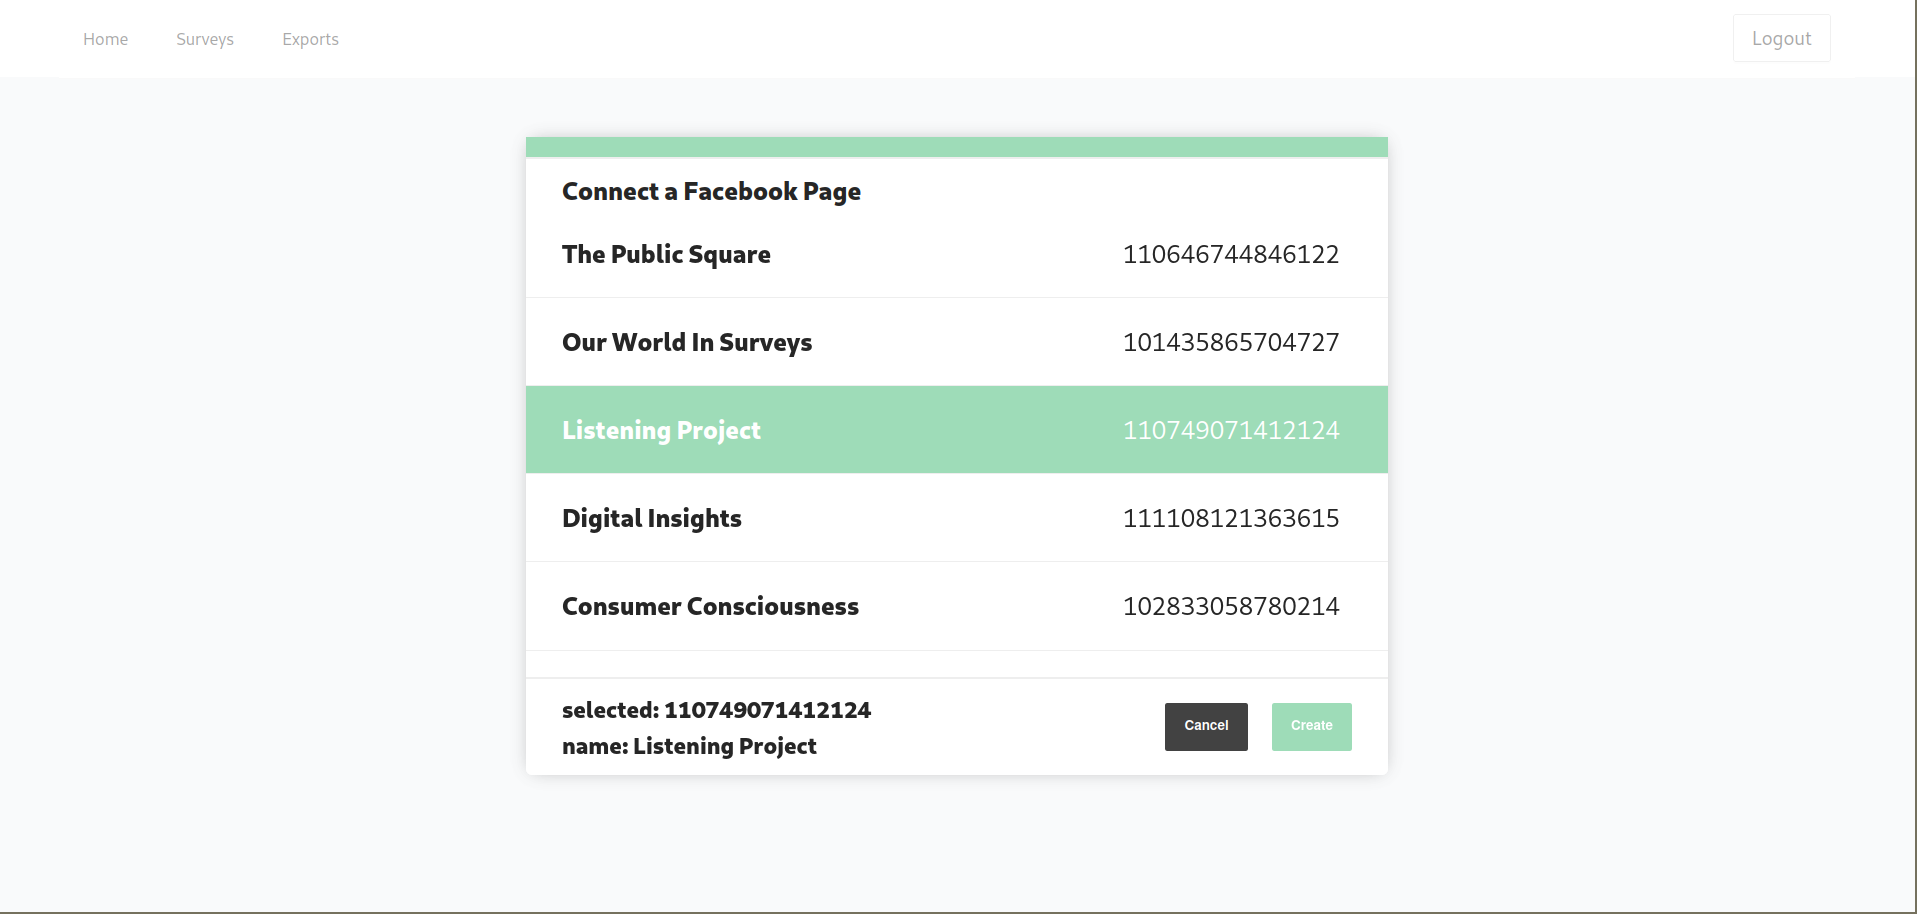 Home Surveys Exports Logout
Connect a Facebook Page
The Public Square 110646744846122
Our World In Surveys 101435865704727
Listening Project 110749071412124
Digital Insights 111108121363615
Consumer Consciousness 102833058780214
selected: 110749071412124
name: Listening Project
Cancel Create